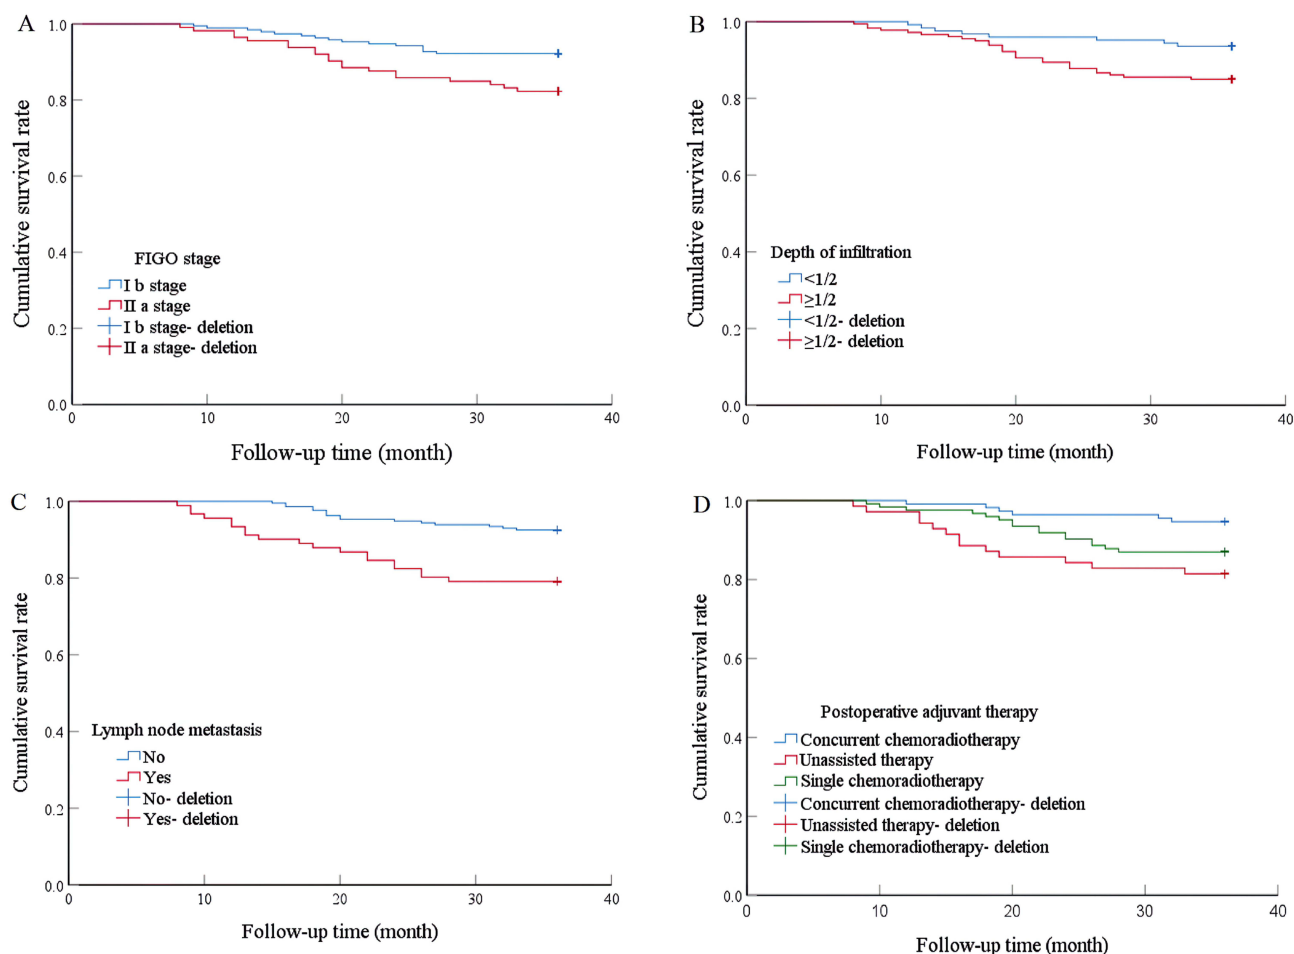 A
1.0
0.8
0.6
0.4
0.2
0.0
0
10
20
30
40
Cumulative survival rate
Follow-up time (month)
FIGO stage
I b stage
II a stage
I b stage- deletion
II a stage- deletion
B
1.0
0.8
0.6
0.4
0.2
0.0
0
10
20
30
40
Cumulative survival rate
Follow-up time (month)
Depth of infiltration
<1/2
≥1/2
<1/2- deletion
≥1/2- deletion
C
1.0
0.8
0.6
0.4
0.2
0.0
0
10
20
30
40
Cumulative survival rate
Follow-up time (month)
Lymph node metastasis
No
Yes
No- deletion
Yes- deletion
D
1.0
0.8
0.6
0.4
0.2
0.0
0
10
20
30
40
Cumulative survival rate
Follow-up time (month)
Postoperative adjuvant therapy
Concurrent chemoradiotherapy
Unassisted therapy
Single chemoradiotherapy
Concurrent chemoradiotherapy- deletion
Unassisted therapy- deletion
Single chemoradiotherapy- deletion